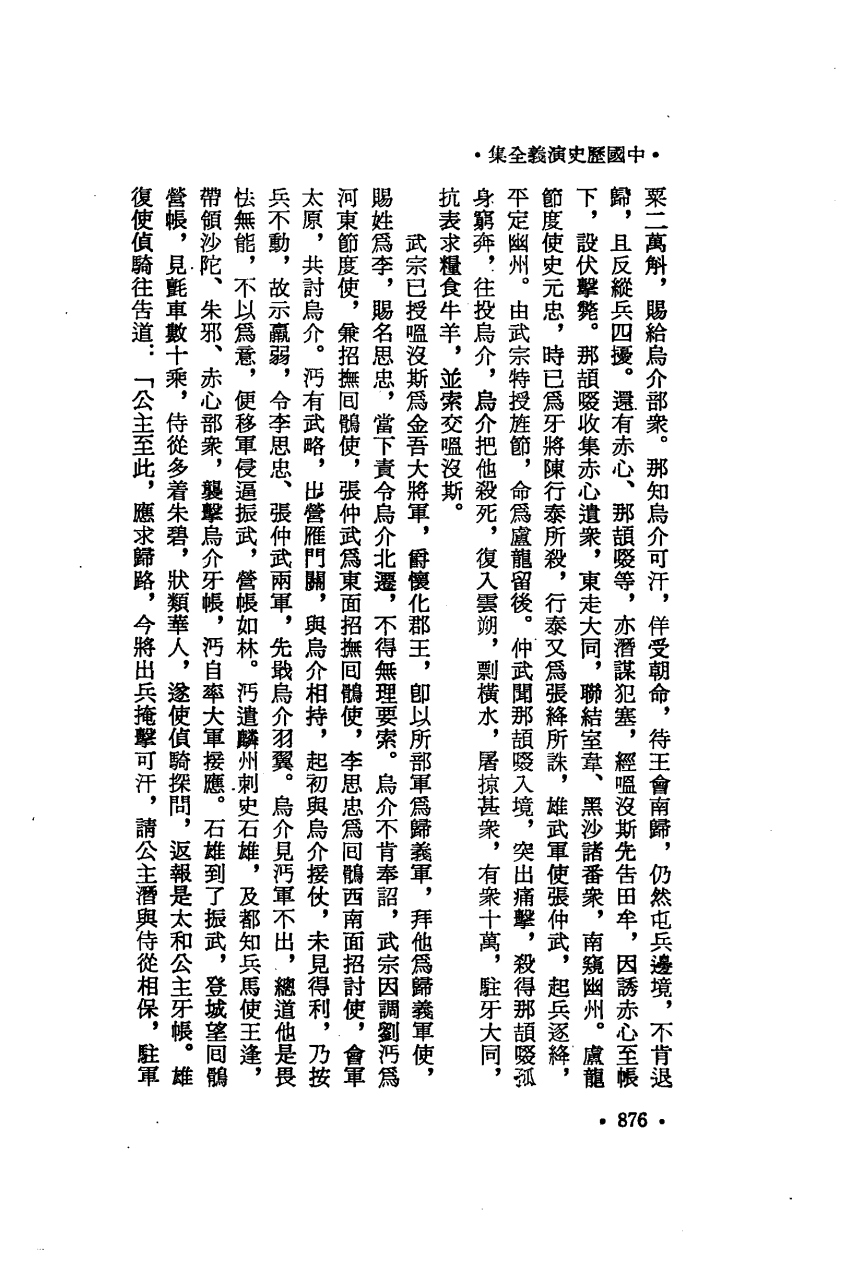 •中國歷史演義全集•
粟二萬斛，賜給烏介部衆。那知烏介可汗，佯受朝命，待王會南歸，仍然屯兵邊境，不肯退
歸，且反縱兵四擾。還有赤心、那頡啜等，亦潛謀犯塞，經嗢沒斯先告田牟，因誘赤心至帳
下，設伏擊斃。那頡啜收集赤心遺衆，東走大同，聯結室韋、黑沙諸番衆，南窺幽州。盧龍
節度使史元忠，時已爲牙將陳行泰所殺，行泰又爲張絳所誅，雄武軍使張仲武，起兵逐絳，
平定幽州。由武宗特授旌節，命爲盧龍留後。仲武聞那頡啜入境，突出痛擊，殺得那頡啜孤
身窮奔，往投烏介，烏介把他殺死，復入雲朔，剽橫水，屠掠甚衆，有衆十萬，駐牙大同，
抗表求糧食牛羊，並索交嗢沒斯。
武宗已授嗢沒斯爲金吾大將軍，爵懷化郡王，卽以所部軍爲歸義軍，拜他爲歸義軍使，
賜姓爲李，賜名思忠，當下責令烏介北遷，不得無理要索。烏介不肯奉詔，武宗因調劉沔爲
河東節度使，兼招撫回鶻使，張仲武爲東面招撫回鶻使，李思忠爲回鶻西南面招討使，會軍
太原，共討烏介。沔有武略，出營雁門關，與烏介相持，起初與烏介接仗，未見得利，乃按
兵不動，故示羸弱，令李思忠、張仲武兩軍，先戢烏介羽翼。烏介見沔軍不出，總道他是畏
怯無能，不以爲意，便移軍侵逼振武，營帳如林。沔遣麟州刺史石雄，及都知兵馬使王逢，
帶領沙陀、朱邪、赤心部衆，襲擊烏介牙帳，沔自率大軍接應。石雄到了振武，登城望回鶻
營帳，見氈車數十乘，侍從多着朱碧，狀類華人，遂使偵騎探問，返報是太和公主牙帳。雄
復使偵騎往告道：「公主至此，應求歸路，今將出兵掩擊可汗，請公主潛與侍從相保，駐軍
•876•